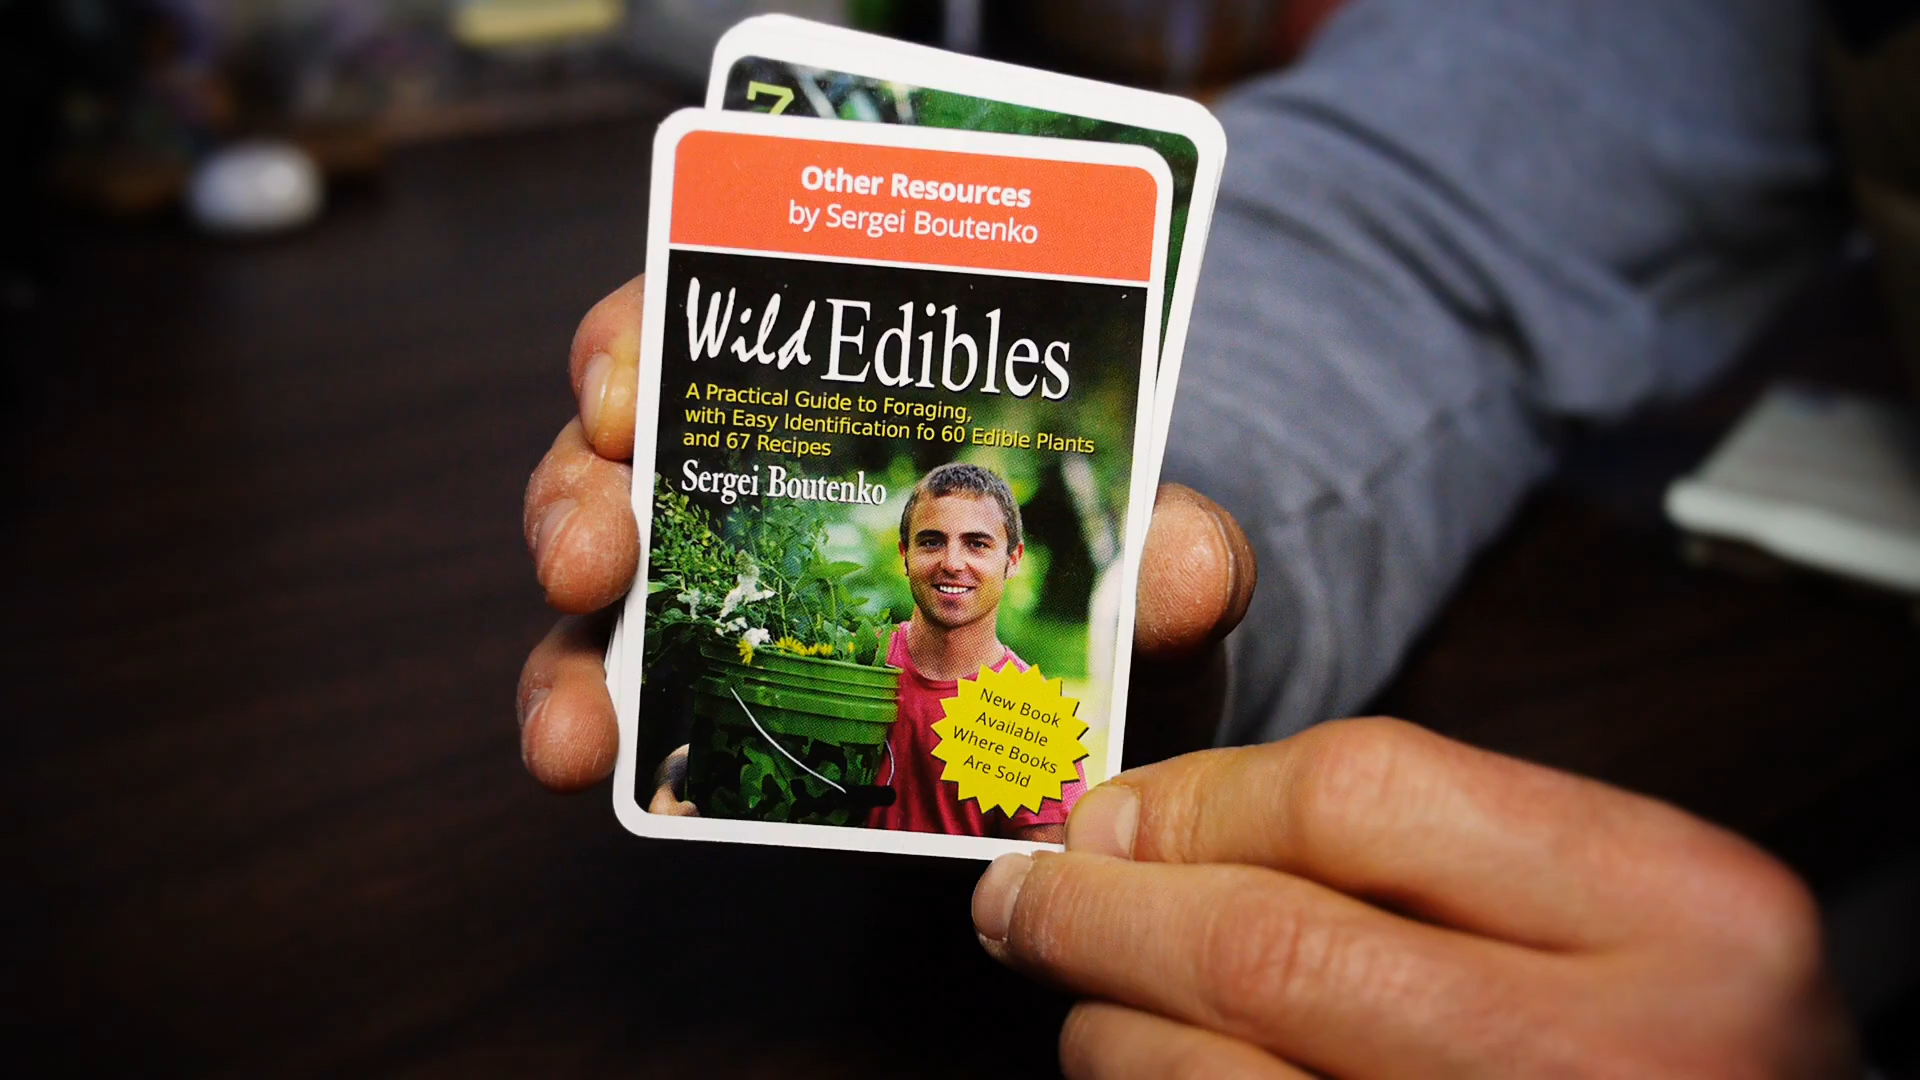 7
Other Resources
by Sergei Boutenko
Wild Edibles
A Practical Guide to Foraging,
with Easy Identification fo 60 Edible Plants
and 67 Recipes
Sergei Boutenko
New Book
Available
Where Books
Are Sold